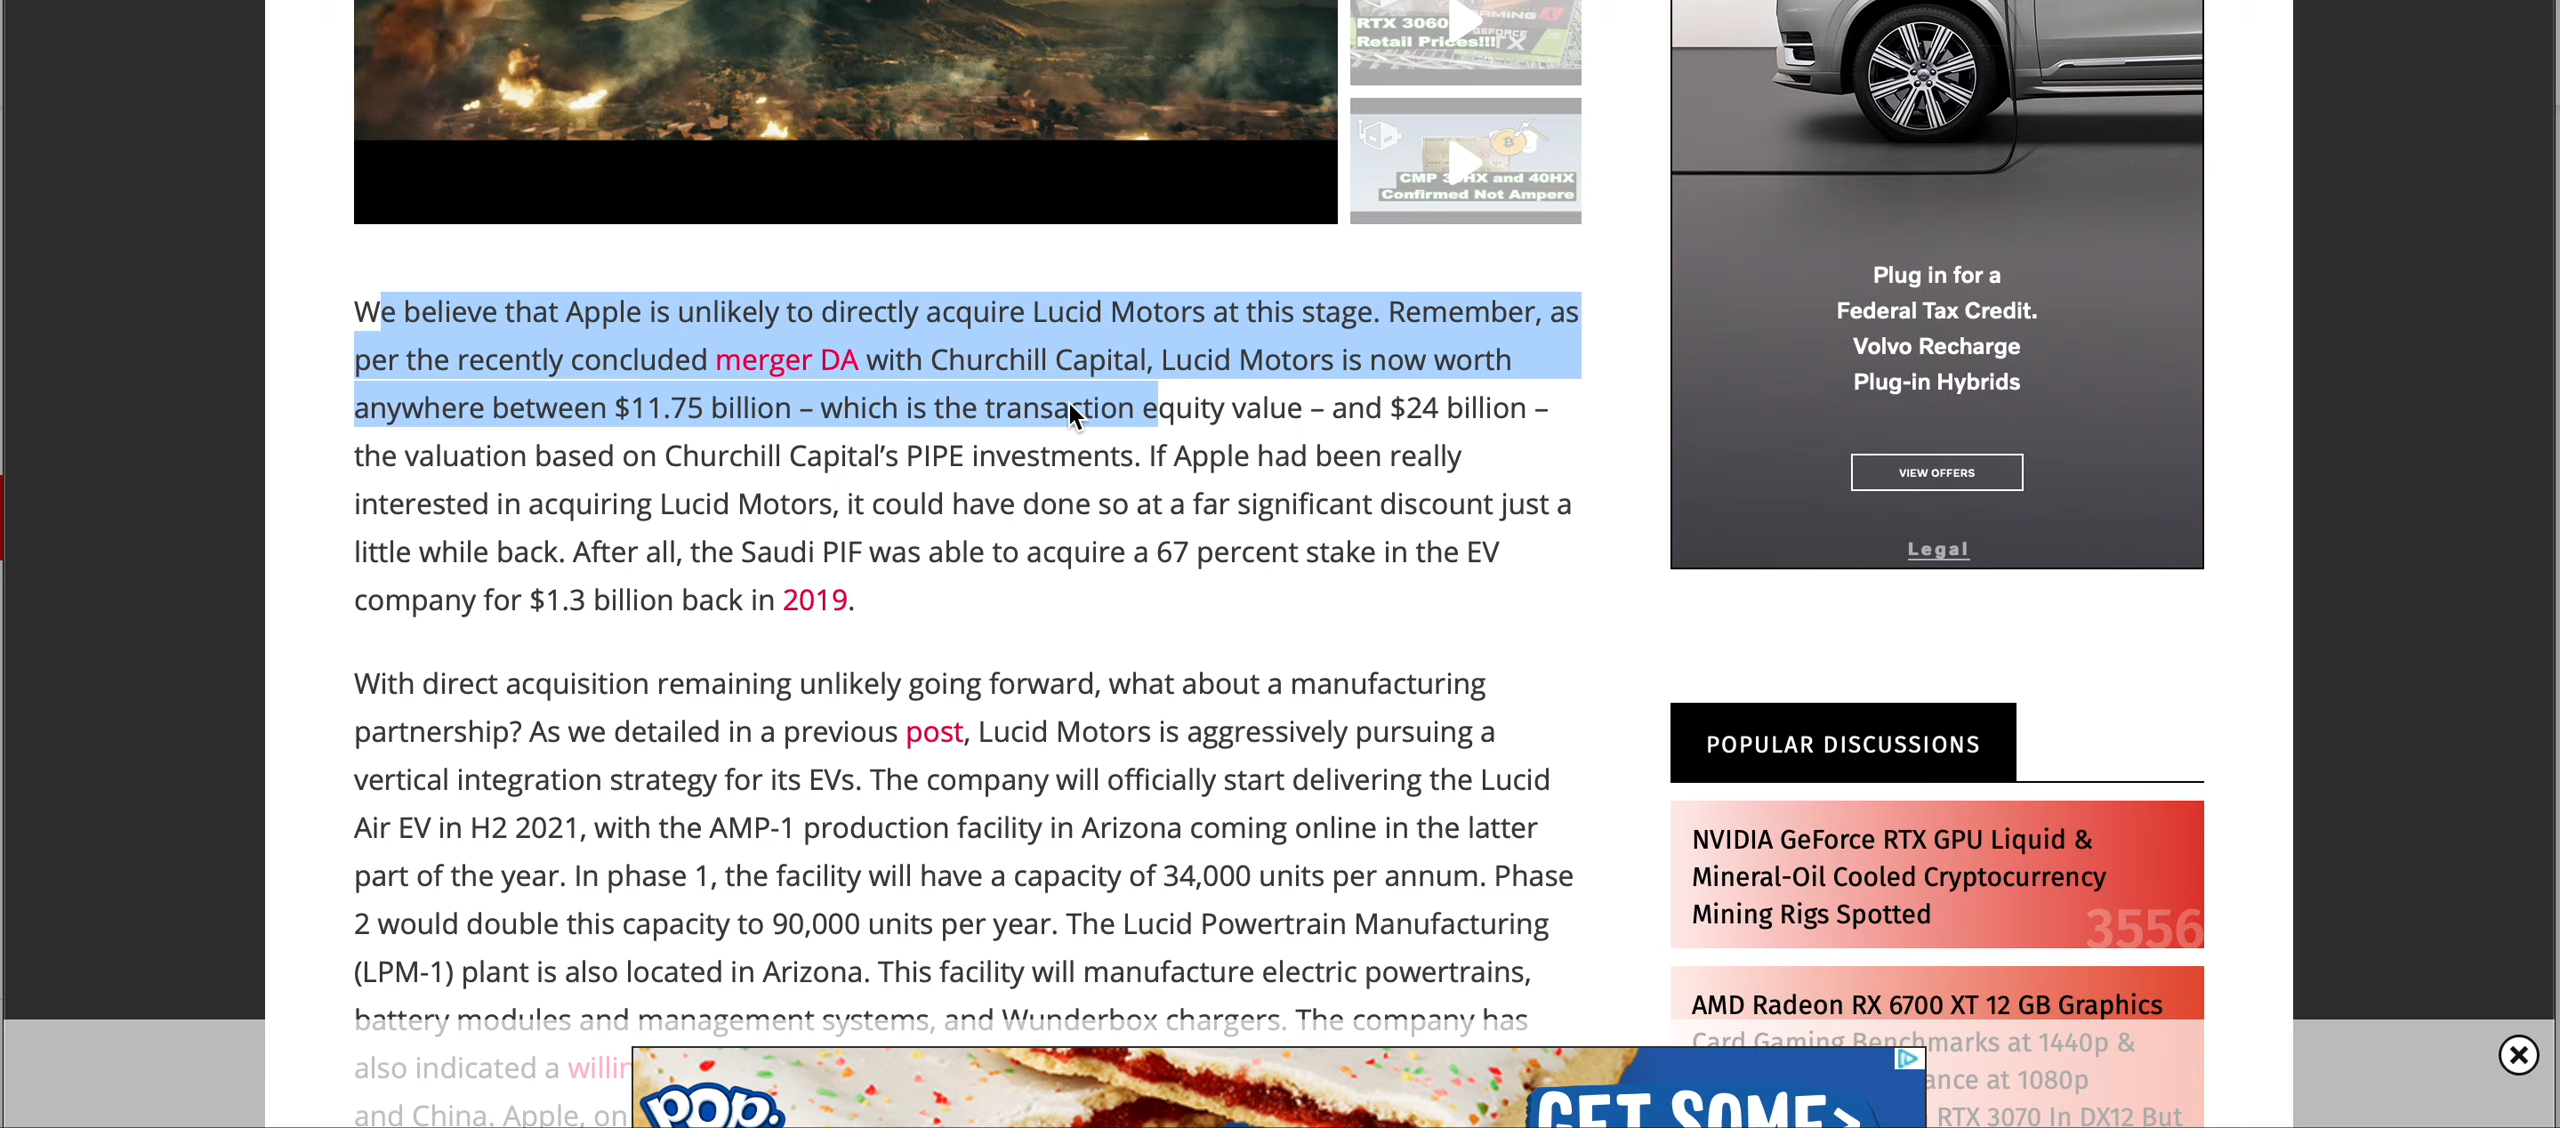 RTX 3060
Retail Prices!!!
CMP 30HX and 40HX
Confirmed Not Ampere
We believe that Apple is unlikely to directly acquire Lucid Motors at this stage. Remember, as
per the recently concluded merger DA with Churchill Capital, Lucid Motors is now worth
anywhere between $11.75 billion – which is the transaction equity value – and $24 billion –
the valuation based on Churchill Capital’s PIPE investments. If Apple had been really
interested in acquiring Lucid Motors, it could have done so at a far significant discount just a
little while back. After all, the Saudi PIF was able to acquire a 67 percent stake in the EV
company for $1.3 billion back in 2019.
With direct acquisition remaining unlikely going forward, what about a manufacturing
partnership? As we detailed in a previous post, Lucid Motors is aggressively pursuing a
vertical integration strategy for its EVs. The company will officially start delivering the Lucid
Air EV in H2 2021, with the AMP-1 production facility in Arizona coming online in the latter
part of the year. In phase 1, the facility will have a capacity of 34,000 units per annum. Phase
2 would double this capacity to 90,000 units per year. The Lucid Powertrain Manufacturing
(LPM-1) plant is also located in Arizona. This facility will manufacture electric powertrains,
battery modules and management systems, and Wunderbox chargers. The company has
also indicated a
and China. Apple, on
POP.
GET SOME>
Plug in for a
Federal Tax Credit.
Volvo Recharge
Plug-in Hybrids
VIEW OFFERS
Legal
POPULAR DISCUSSIONS
NVIDIA GeForce RTX GPU Liquid &
Mineral-Oil Cooled Cryptocurrency
Mining Rigs Spotted
3556
AMD Radeon RX 6700 XT 12 GB Graphics
Card Gaming Benchmarks at 1440p &
at 1080p
RTX 3070 In DX12 But